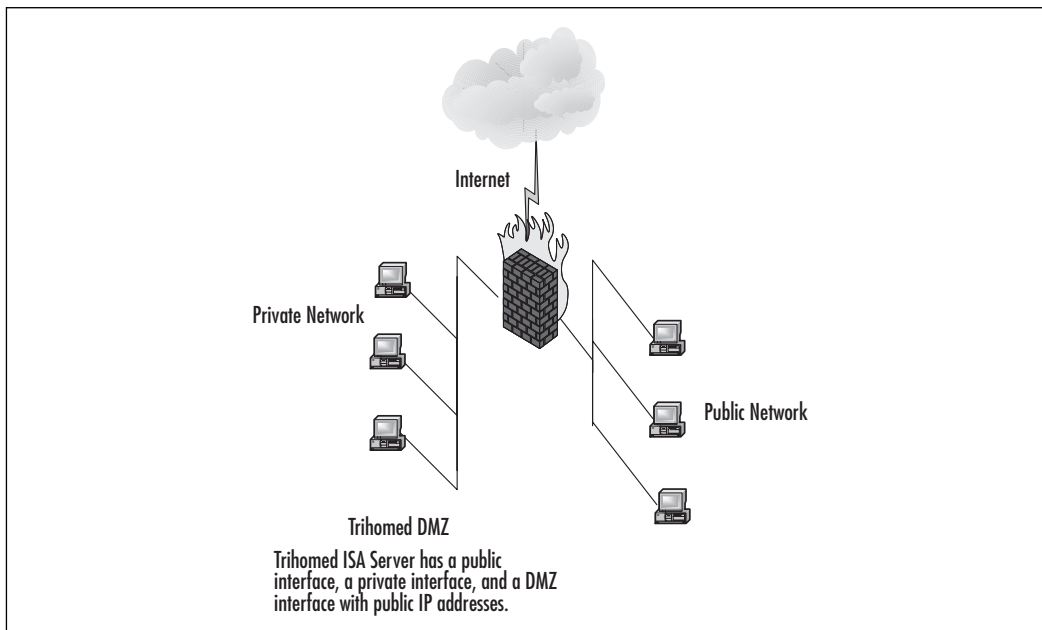 Internet
Private Network
Public Network
Trihomed DMZ
Trihomed ISA Server has a public
interface, a private interface, and a DMZ
interface with public IP addresses.